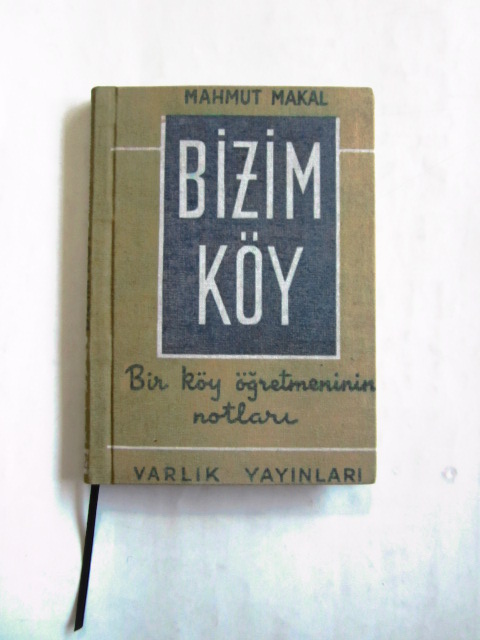 MAHMUT MAKAL
BİZİM
KÖY
Bir köy öğretmeninin
notları
VARLIK YAYINLARI